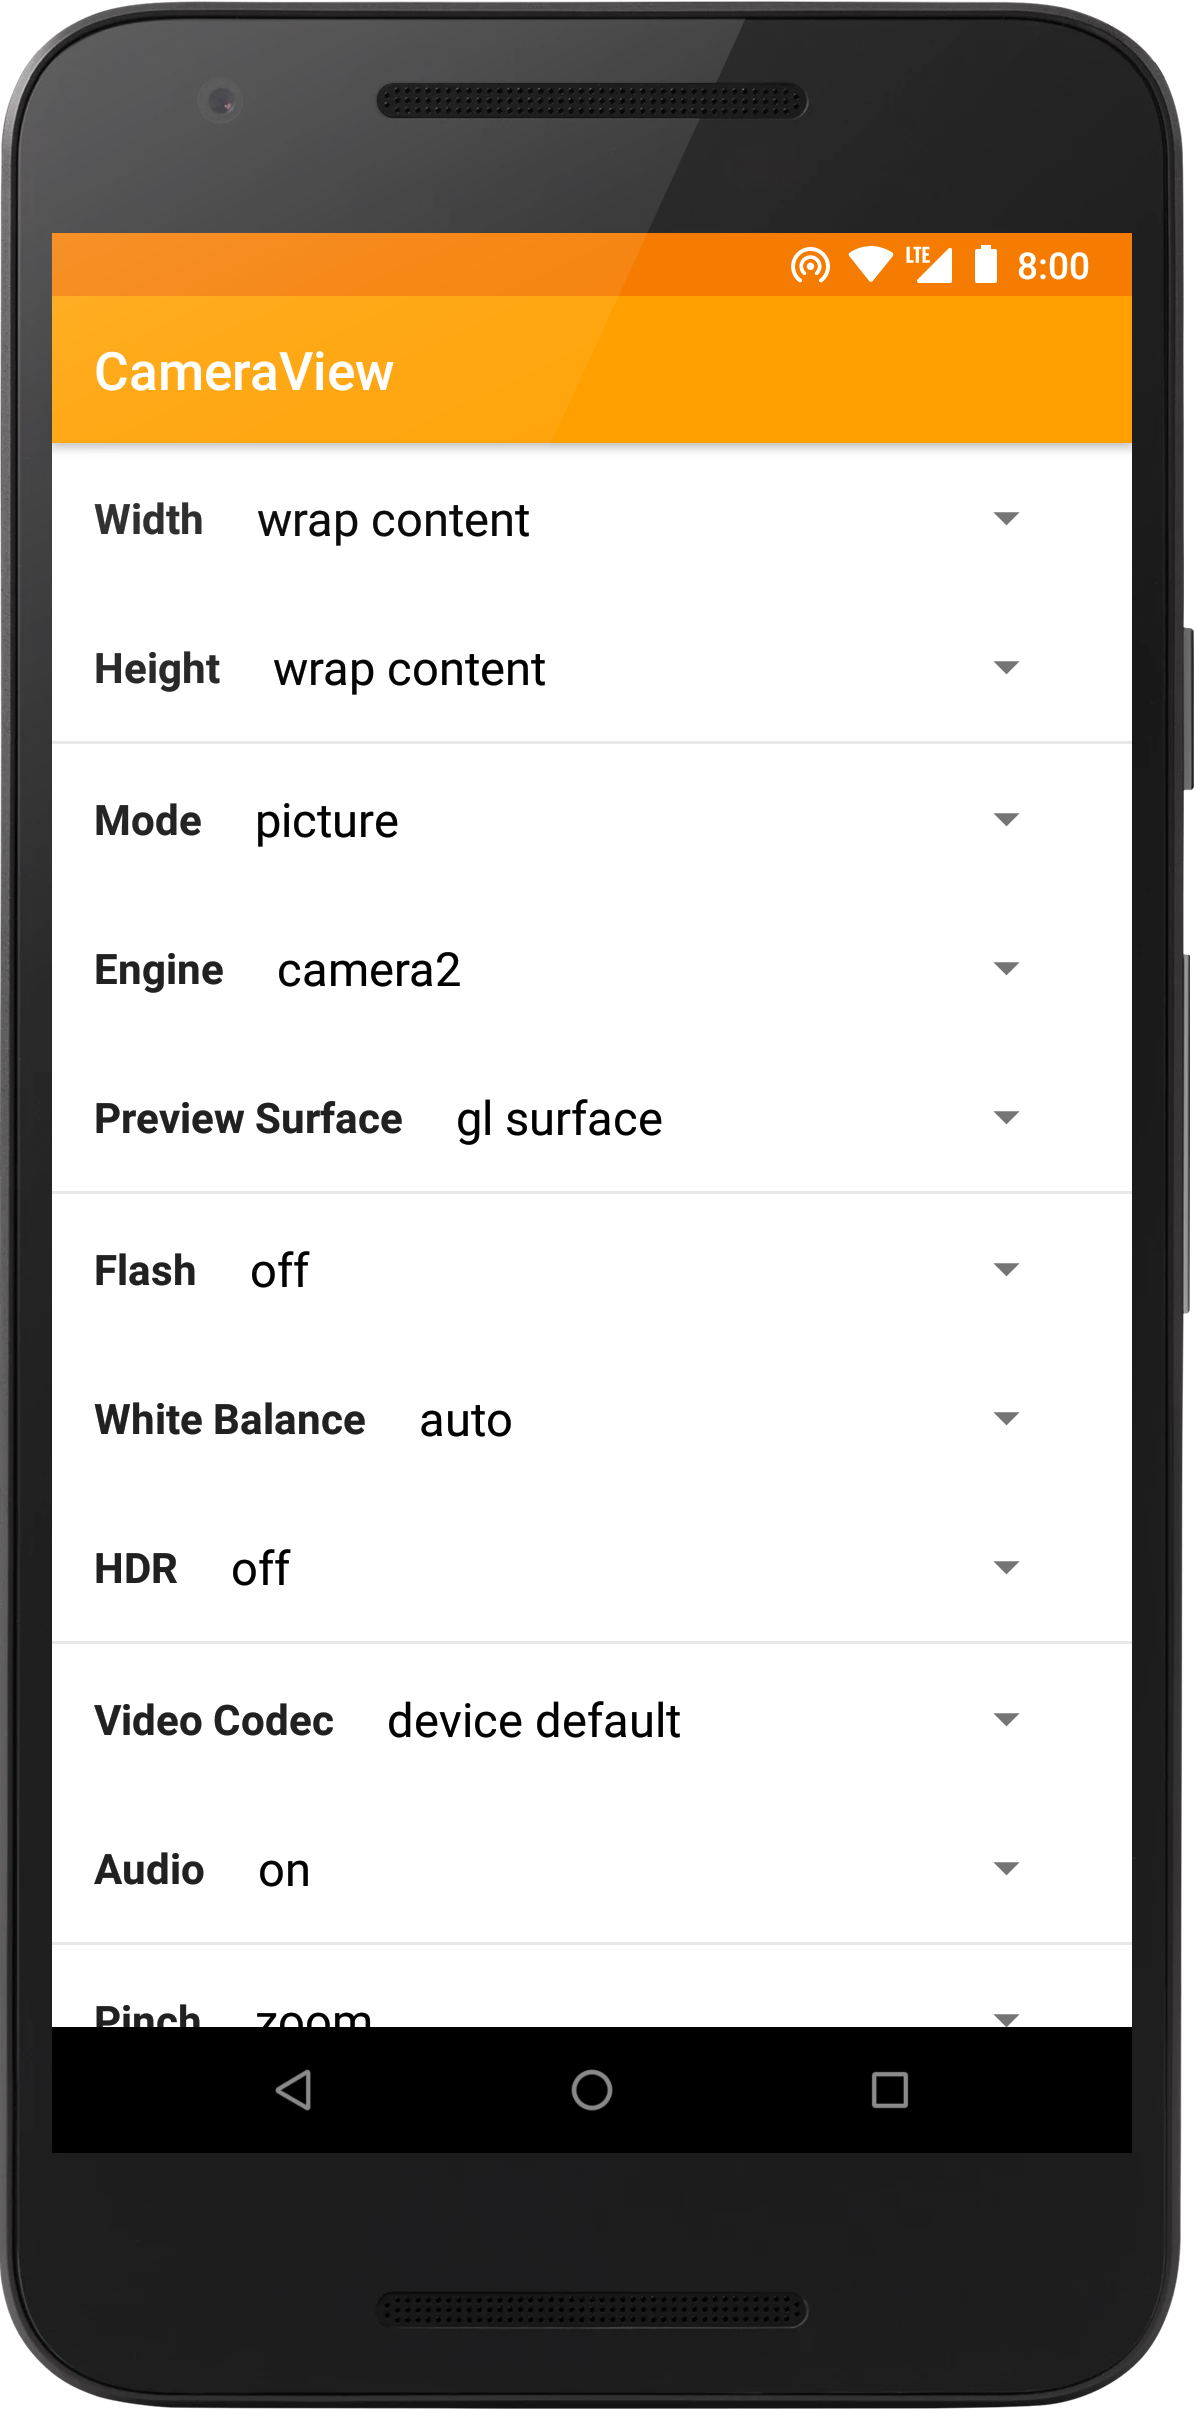 LTE 8:00
CameraView
Width wrap content
Height wrap content
Mode picture
Engine camera2
Preview Surface gl surface
Flash off
White Balance auto
HDR off
Video Codec device default
Audio on
Pinch zoom